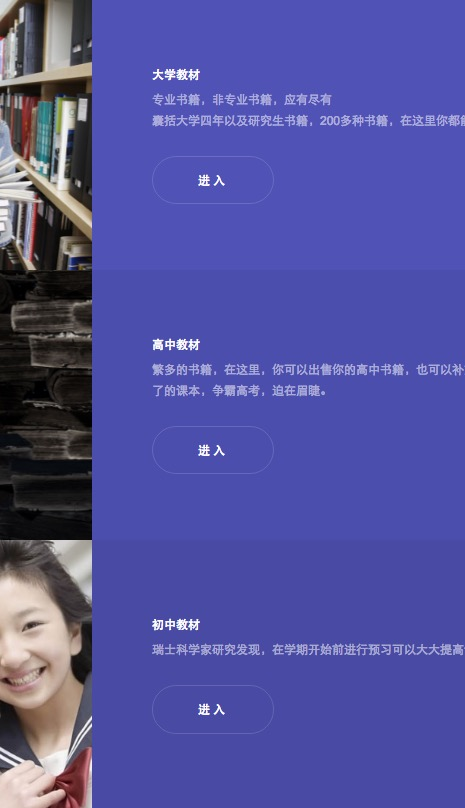 大学教材
专业书籍，非专业书籍，应有尽有
囊括大学四年以及研究生书籍，200多种书籍，在这里你都
进入
高中教材
繁多的书籍，在这里，你可以出售你的高中书籍，也可以补
了的课本，争霸高考，迫在眉睫。
进入
初中教材
瑞士科学家研究发现，在学期开始前进行预习可以大大提高
进入